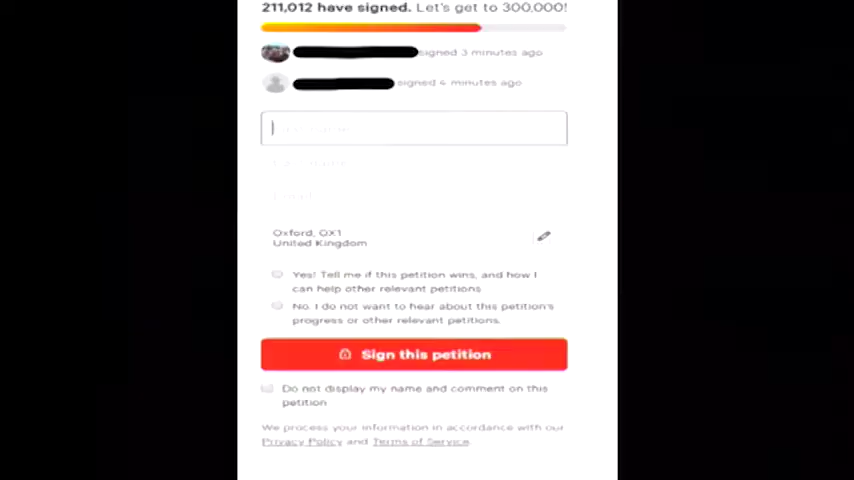 211,012 have signed. Let's get to 300,000!
signed 3 minutes ago
signed 4 minutes ago
Oxford, OX1
United Kingdom
Yes! Tell me if this petition wins, and how I
can help other relevant petitions
No. I do not want to hear about this petition's
progress or other relevant petitions.
Sign this petition
Do not display my name and comment on this
petition
We process your information in accordance with our
Privacy Policy and Terms of Service.